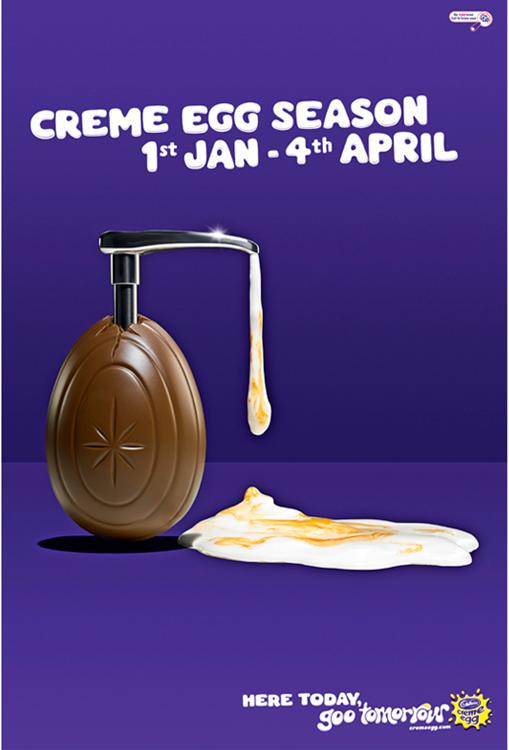 CREME EGG SEASON
1st JAN - 4th APRIL
HERE TODAY,
goo tomorrow
cremeegg.com
Cadbury
creme
egg